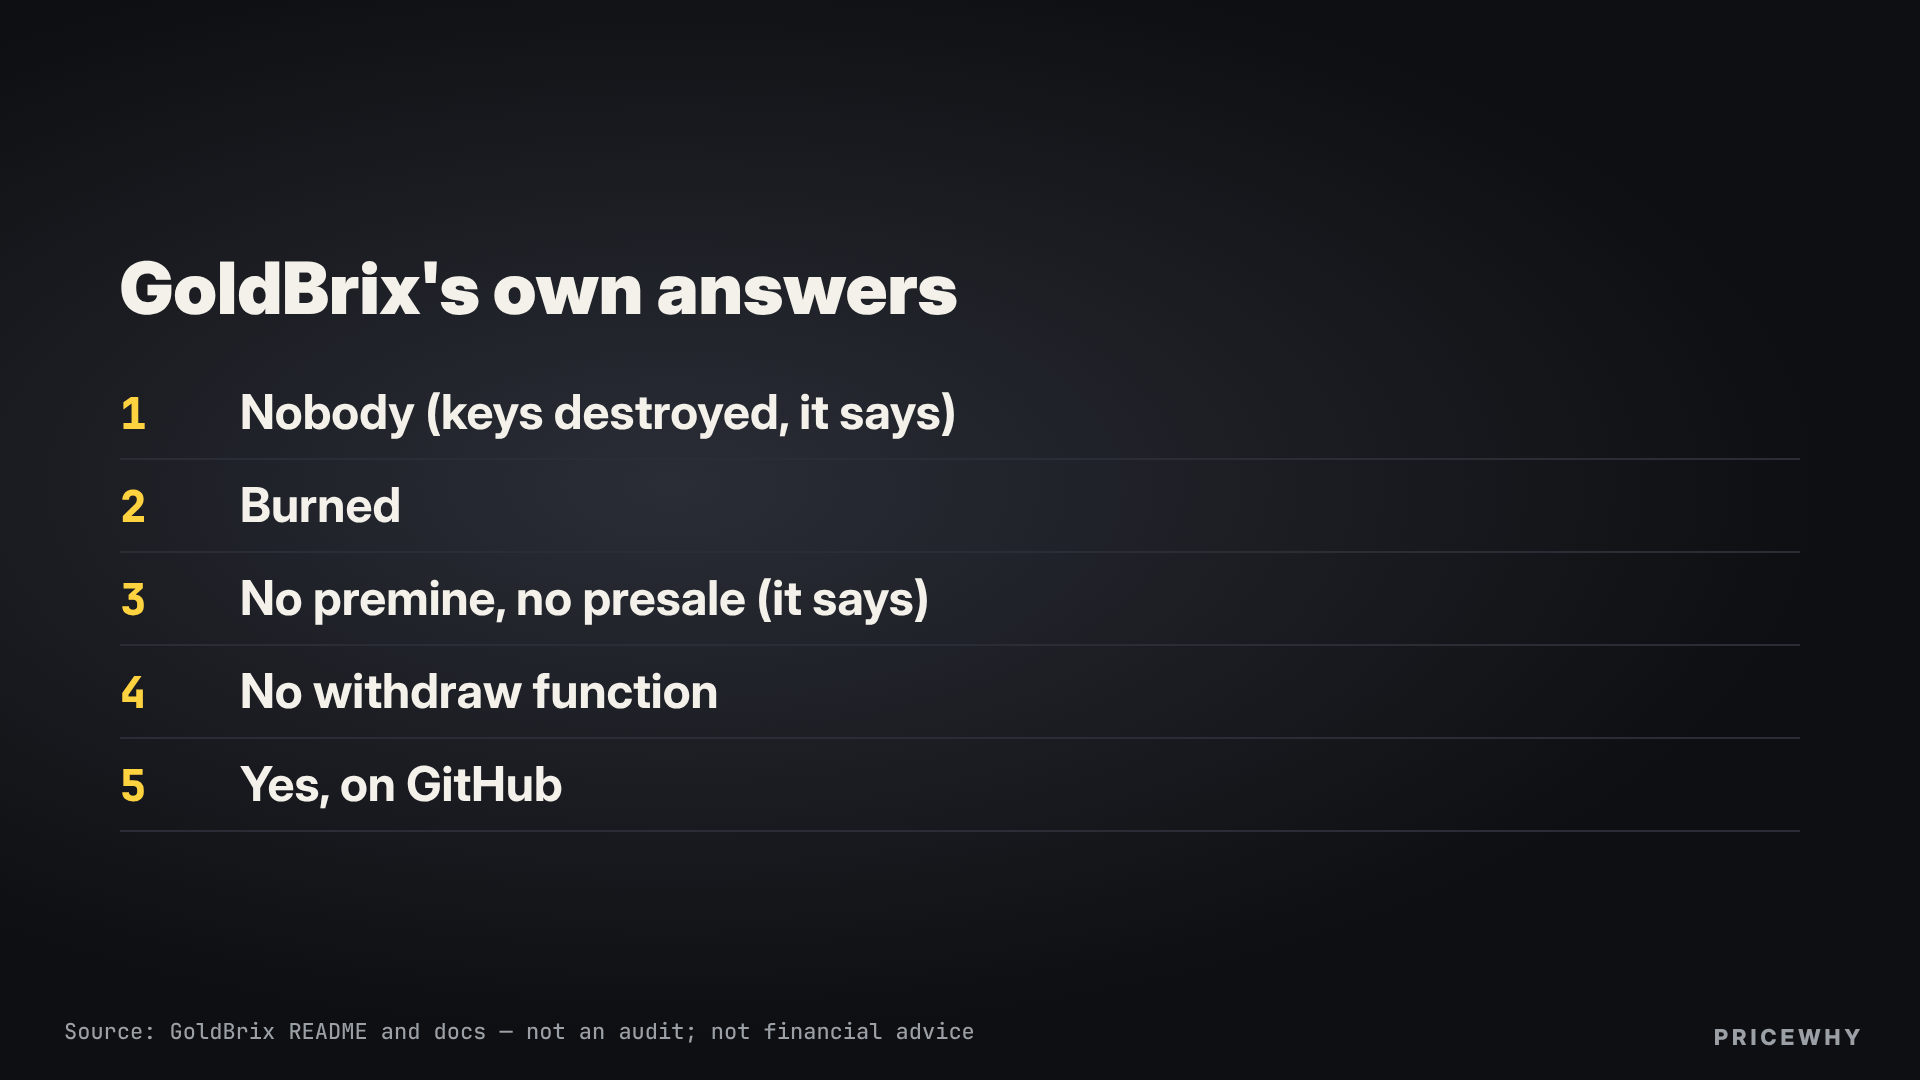 GoldBrix's own answers
1 Nobody (keys destroyed, it says)
2 Burned
3 No premine, no presale (it says)
4 No withdraw function
5 Yes, on GitHub
Source: GoldBrix README and docs — not an audit; not financial advice
PRICEWHY